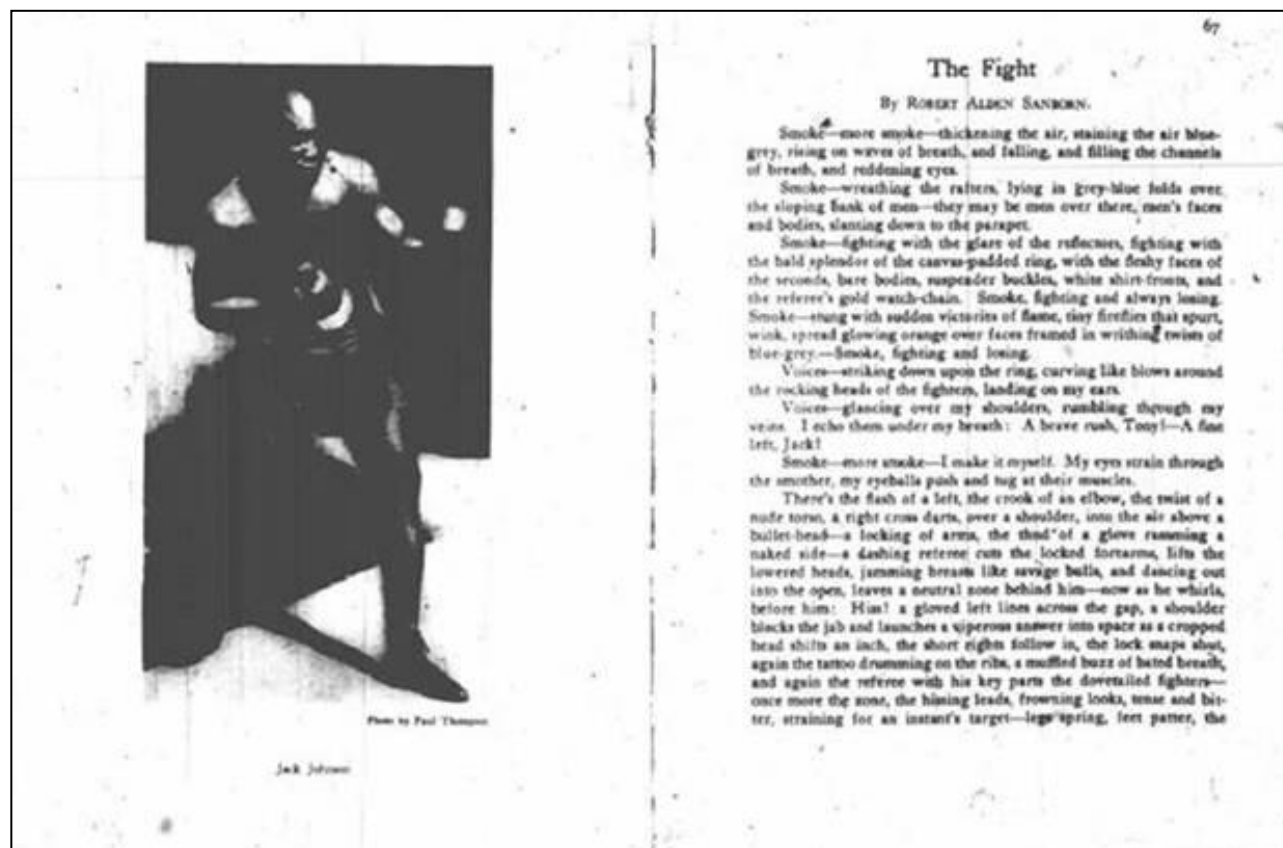 Photo by Paul Thompson
Jack Johnson
67
The Fight
By ROBERT ALDEN SANBORN.
Smoke—more smoke—thickening the air, staining the air blue-
grey, rising on waves of breath, and falling, and filling the channels
of breath, and reddening eyes.
Smoke—wreathing the rafters, lying in grey-blue folds over
the sloping bank of men—they may be men over there, men's faces
and bodies, slanting down to the parapet.
Smoke—fighting with the glare of the reflectors, fighting with
the bald splendor of the canvas-padded ring, with the fleshy faces of
the seconds, bare bodies, suspender buckles, white shirt-fronts, and
the referee's gold watch-chain. Smoke, fighting and always losing.
Smoke—stung with sudden victories of flame, tiny fireflies that spurt,
wink, spread glowing orange over faces framed in writhing twists of
blue-grey.—Smoke, fighting and losing.
Voices—striking down upon the ring, curving like blows around
the rocking heads of the fighters, landing on my ears.
Voices—glancing over my shoulders, rumbling through my
veins. I echo them under my breath: A brave rush, Tony!—A fine
left, Jack!
Smoke—more smoke—I make it myself. My eyes strain through
the smother, my eyeballs push and tug at their muscles.
There's the flash of a left, the crook of an elbow, the twist of a
nude torso, a right cross darts, over a shoulder, into the air above a
bullet-head—a locking of arms, the thud of a glove ramming a
naked side—a dashing referee cuts the locked forearms, lifts the
lowered heads, jamming breasts like savage bulls, and dancing out
into the open, leaves a neutral zone behind him—now as he whirls,
before him: Hiss! a gloved left lines across the gap, a shoulder
blocks the jab and launches a viperous answer into space as a cropped
head shifts an inch, the short rights follow in, the lock snaps shut,
again the tattoo drumming on the ribs, a muffled buzz of bated breath,
and again the referee with his key parts the dovetailed fighters—
once more the zone, the hissing leads, frowning looks, tense and bit-
ter, straining for an instant's target—legs spring, feet patter, the